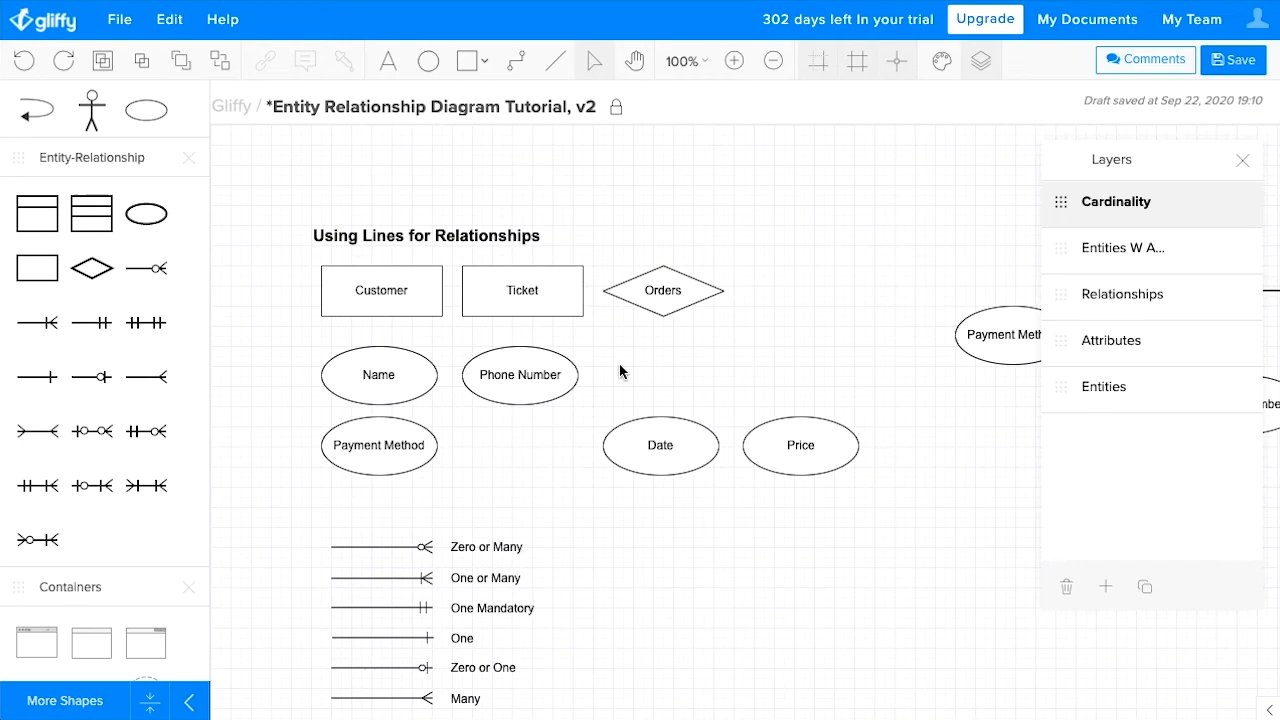 gliffy File Edit Help 302 days left In your trial Upgrade My Documents My Team
100% Comments Save
Gliffy / *Entity Relationship Diagram Tutorial, v2 Draft saved at Sep 22, 2020 19:10
Entity-Relationship
Layers
Cardinality
Entities W A...
Relationships
Attributes
Entities
Using Lines for Relationships
Customer Ticket Orders
Payment Meth
Name Phone Number
mbe
Payment Method Date Price
Zero or Many
One or Many
One Mandatory
One
Zero or One
Many
Containers
More Shapes